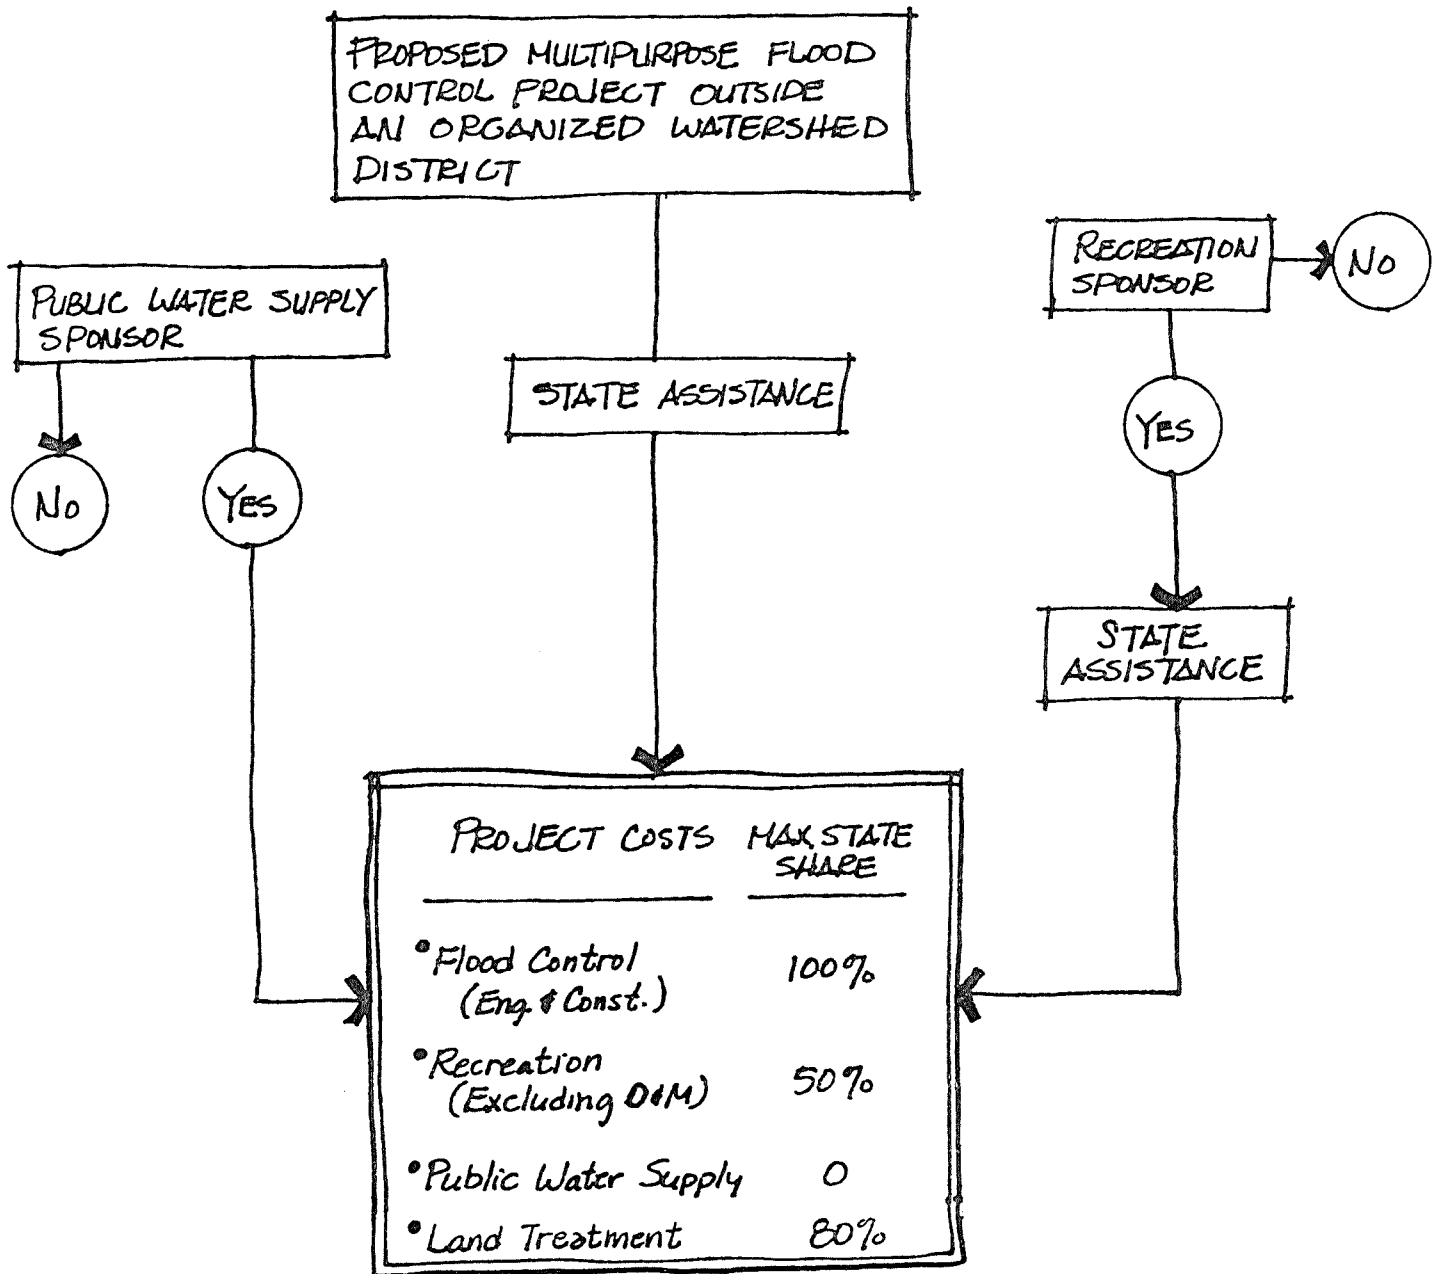 PROPOSED MULTIPURPOSE FLOOD
CONTROL PROJECT OUTSIDE
AN ORGANIZED WATERSHED
DISTRICT
PUBLIC WATER SUPPLY
SPONSOR
No
YES
STATE ASSISTANCE
RECREATION
SPONSOR
No
YES
STATE
ASSISTANCE
PROJECT COSTS MAX STATE
SHARE
• Flood Control 100%
(Eng. & Const.)
• Recreation 50%
(Excluding O&M)
• Public Water Supply 0
• Land Treatment 80%